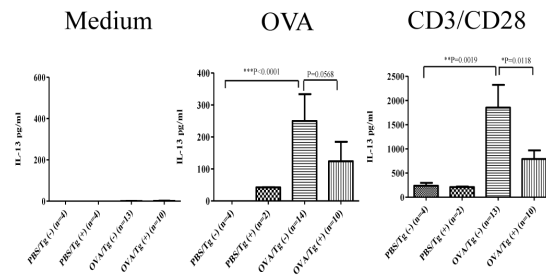 Medium
OVA
CD3/CD28
IL-13 pg/ml
600
400
200
0
PBS/Tg (-) (n=4)
PBS/Tg (+) (n=4)
OVA/Tg (-) (n=13)
OVA/Tg (+) (n=10)
IL-13 pg/ml
400
300
200
100
0
***P<0.0001
P=0.0568
PBS/Tg (-) (n=4)
PBS/Tg (+) (n=2)
OVA/Tg (-) (n=14)
OVA/Tg (+) (n=10)
IL-13 pg/ml
2500
2000
1500
1000
500
0
**P=0.0019
*P=0.0118
PBS/Tg (-) (n=4)
PBS/Tg (+) (n=2)
OVA/Tg (-) (n=13)
OVA/Tg (+) (n=10)